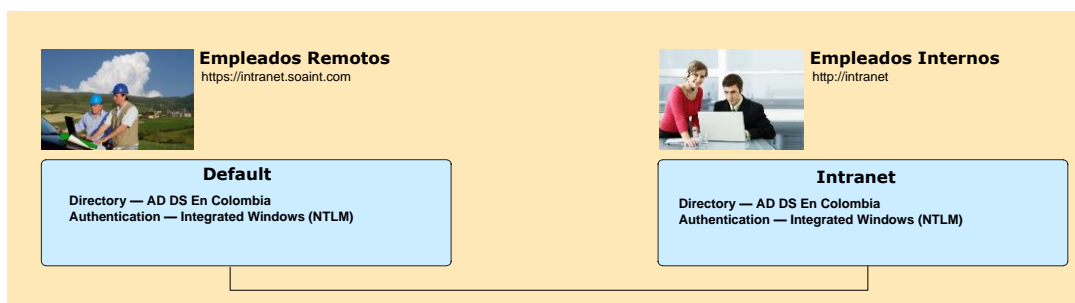 Empleados Remotos
https://intranet.soaint.com
Empleados Internos
http://intranet
Default
Directory — AD DS En Colombia
Authentication — Integrated Windows (NTLM)
Intranet
Directory — AD DS En Colombia
Authentication — Integrated Windows (NTLM)